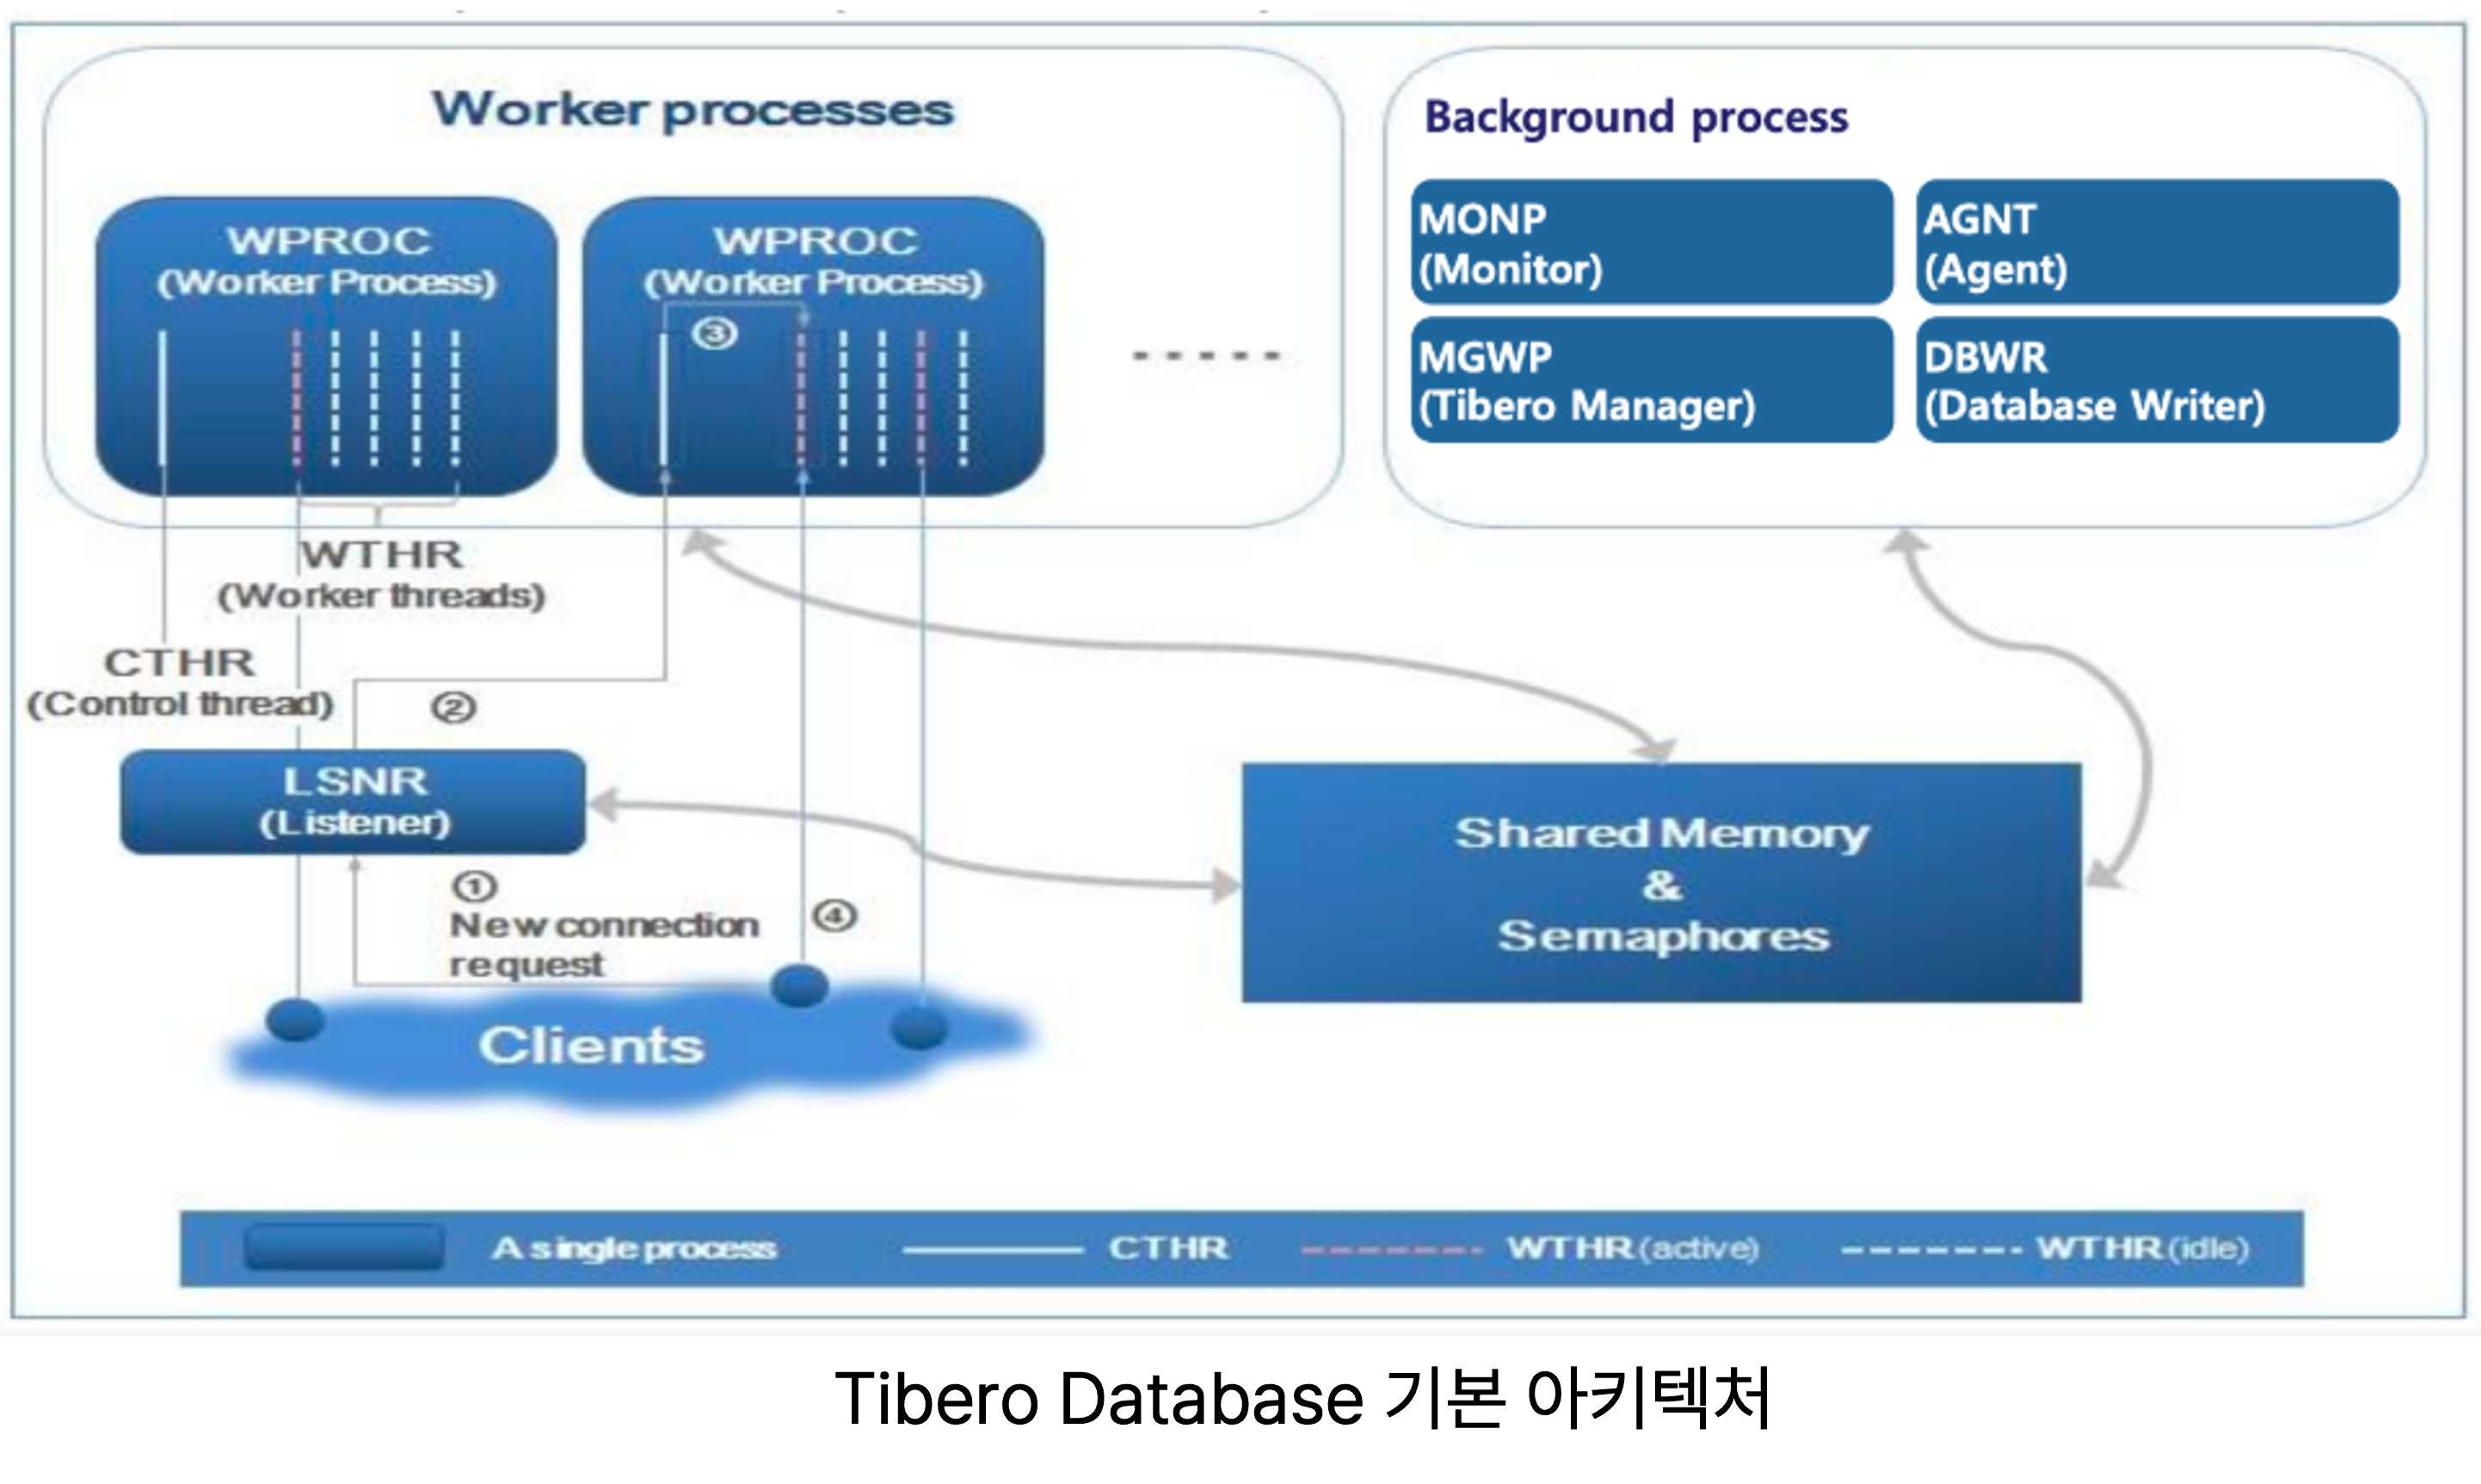 Worker processes
WPROC
(Worker Process)
③
WPROC
(Worker Process)
Background process
MONP
(Monitor)
AGNT
(Agent)
MGWP
(Tibero Manager)
DBWR
(Database Writer)
WTHR
(Worker threads)
CTHR
(Control thread)
②
LSNR
(Listener)
①
New connection
request
④
Clients
Shared Memory
&
Semaphores
A single process
CTHR
WTHR (active)
WTHR (idle)
Tibero Database 기본 아키텍처